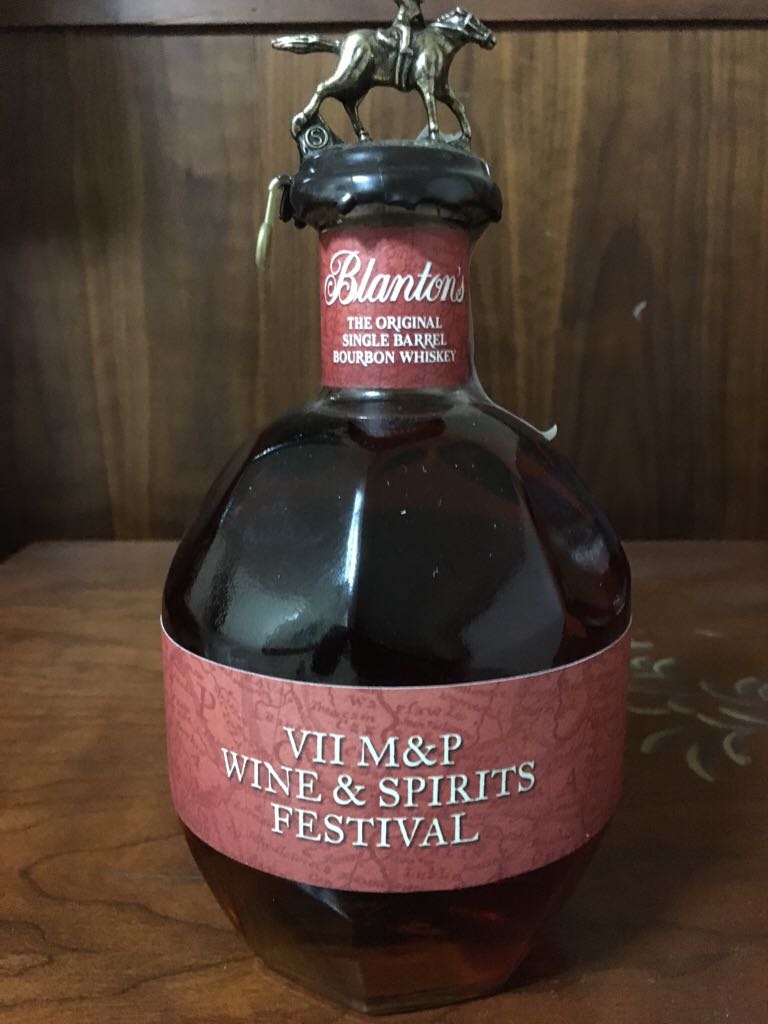 S
Blanton's
THE ORIGINAL
SINGLE BARREL
BOURBON WHISKEY
VII M&P
WINE & SPIRITS
FESTIVAL